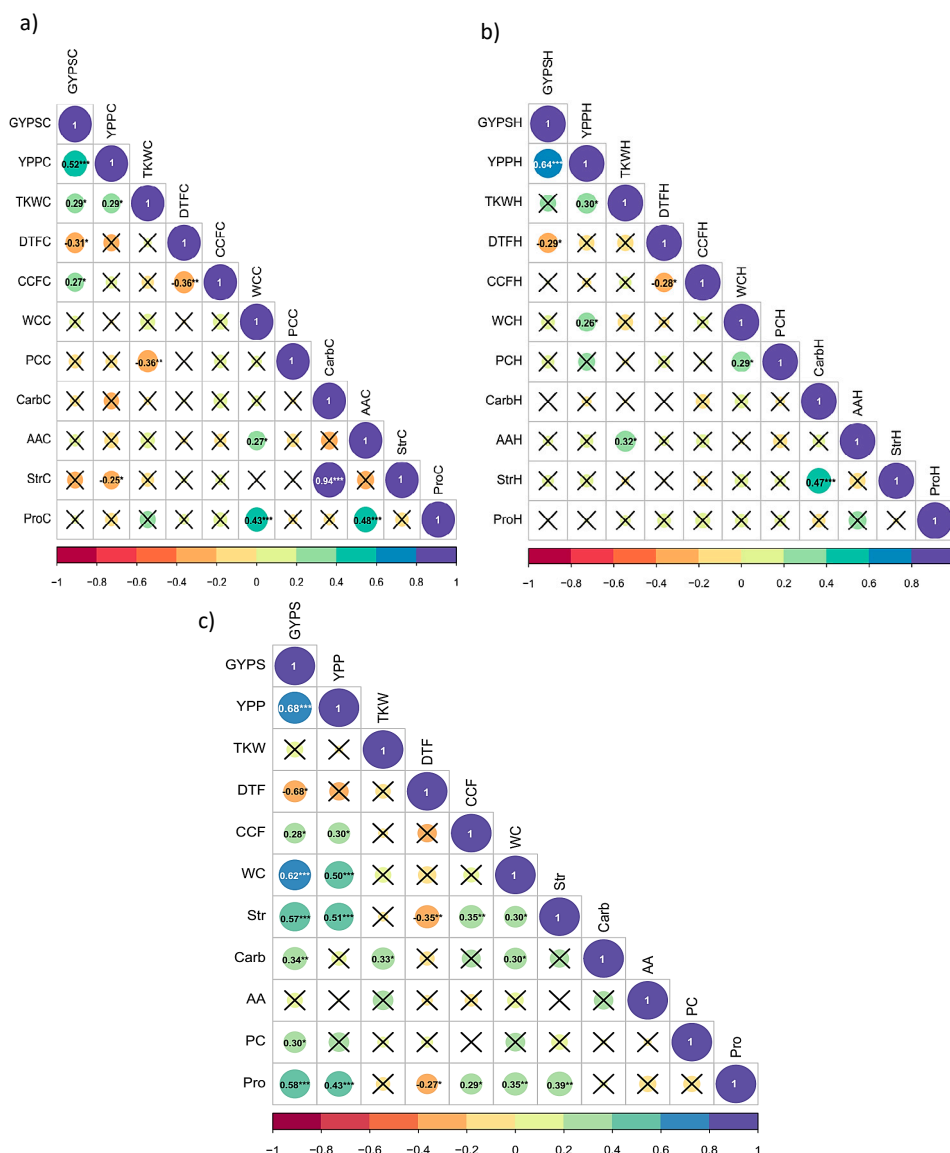 a)
GYPSC
GYPSC 1 YPPC
YPPC 0.52*** 1 TKWC
TKWC 0.29* 0.29* 1 DTFC
DTFC -0.31* 1 CCFC
CCFC 0.27* -0.36** 1 WCC
WCC 1 PCC
PCC -0.36** 1 CarbC
CarbC 1 AAC
AAC 0.27* 1 StrC
StrC -0.25* 0.94*** 1 ProC
ProC 0.43*** 0.48*** 1
-1 -0.8 -0.6 -0.4 -0.2 0 0.2 0.4 0.6 0.8 1
b)
GYPSH
GYPSH 1 YPPH
YPPH 0.64*** 1 TKWH
TKWH 0.30* 1 DTFH
DTFH -0.29* 1 CCFH
CCFH -0.28* 1 WCH
WCH 0.26* 1 PCH
PCH 0.29* 1 CarbH
CarbH 1 AAH
AAH 0.32* 1 StrH
StrH 0.47*** 1 ProH
ProH 1
-1 -0.8 -0.6 -0.4 -0.2 0 0.2 0.4 0.6 0.8
c)
GYPS
GYPS 1 YPP
YPP 0.68*** 1 TKW
TKW 1 DTF
DTF -0.68* 1 CCF
CCF 0.28* 0.30* 1 WC
WC 0.62*** 0.50*** 1 Str
Str 0.57*** 0.51*** -0.35** 0.35** 0.30* 1 Carb
Carb 0.34** 0.33* 0.30* 1 AA
AA 1 PC
PC 0.30* 1 Pro
Pro 0.58*** 0.43*** -0.27* 0.29* 0.35** 0.39** 1
-1 -0.8 -0.6 -0.4 -0.2 0 0.2 0.4 0.6 0.8 1